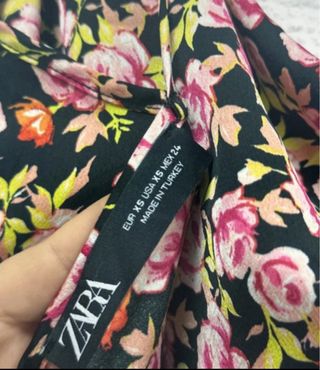 ZARA
EUR XS USA XS MEX 24
MADE IN TURKEY